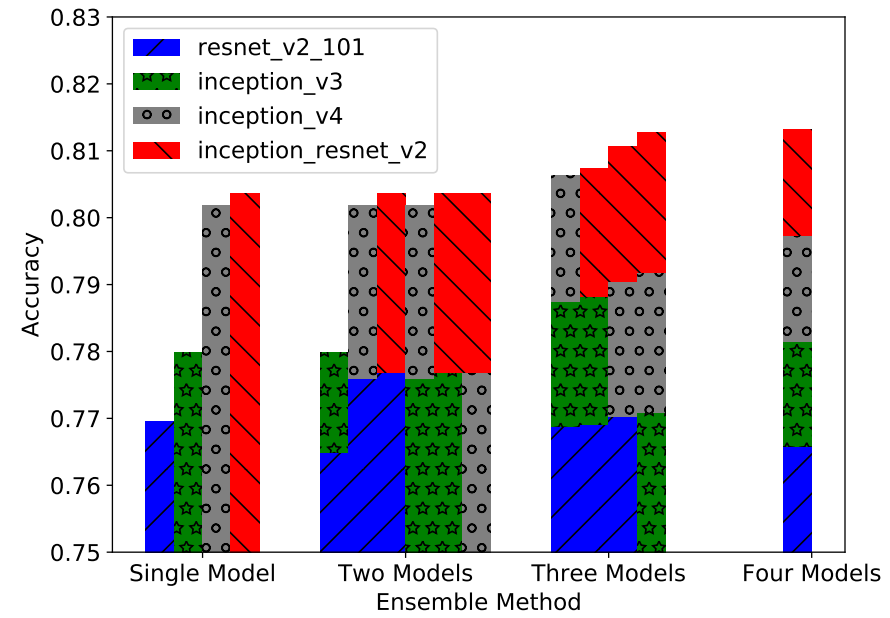 0.83
0.82
0.81
0.80
0.79
0.78
0.77
0.76
0.75
Accuracy
resnet_v2_101
inception_v3
inception_v4
inception_resnet_v2
Single Model
Two Models
Three Models
Four Models
Ensemble Method